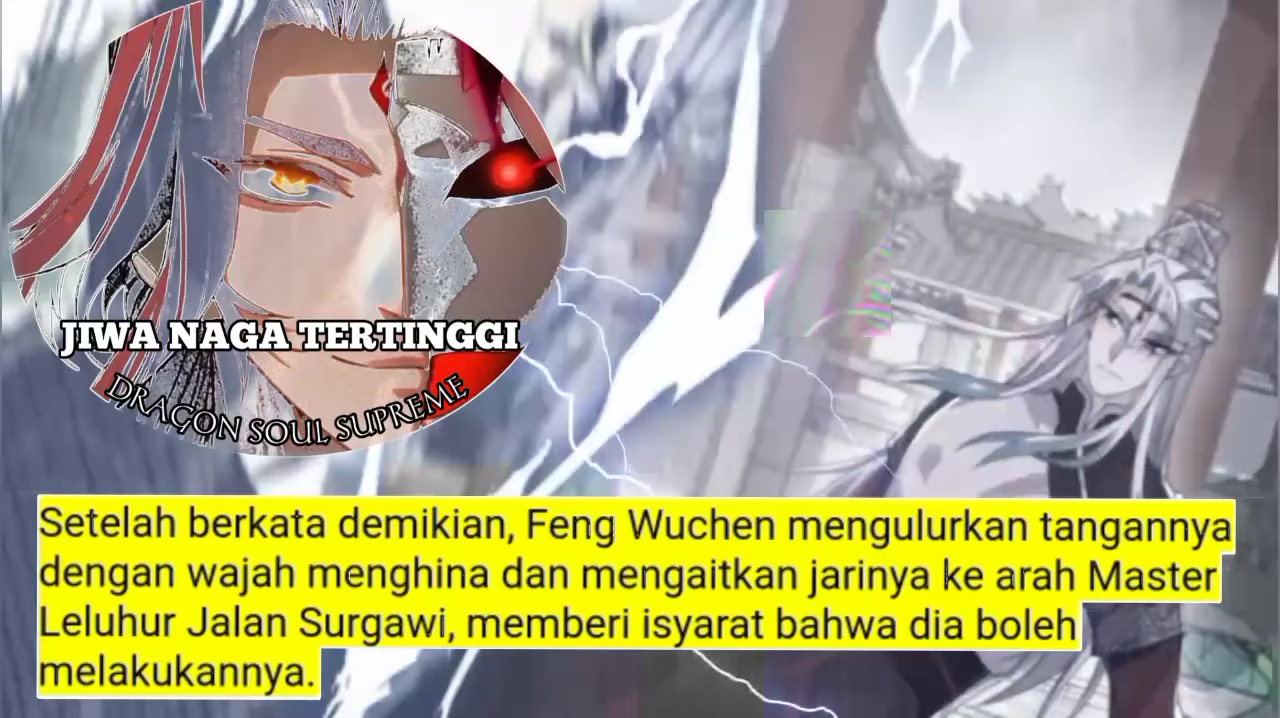 JIWA NAGA TERTINGGI
DRAGON SOUL SUPREME
Setelah berkata demikian, Feng Wuchen mengulurkan tangannya
dengan wajah menghina dan mengaitkan jarinya ke arah Master
Leluhur Jalan Surgawi, memberi isyarat bahwa dia boleh
melakukannya.